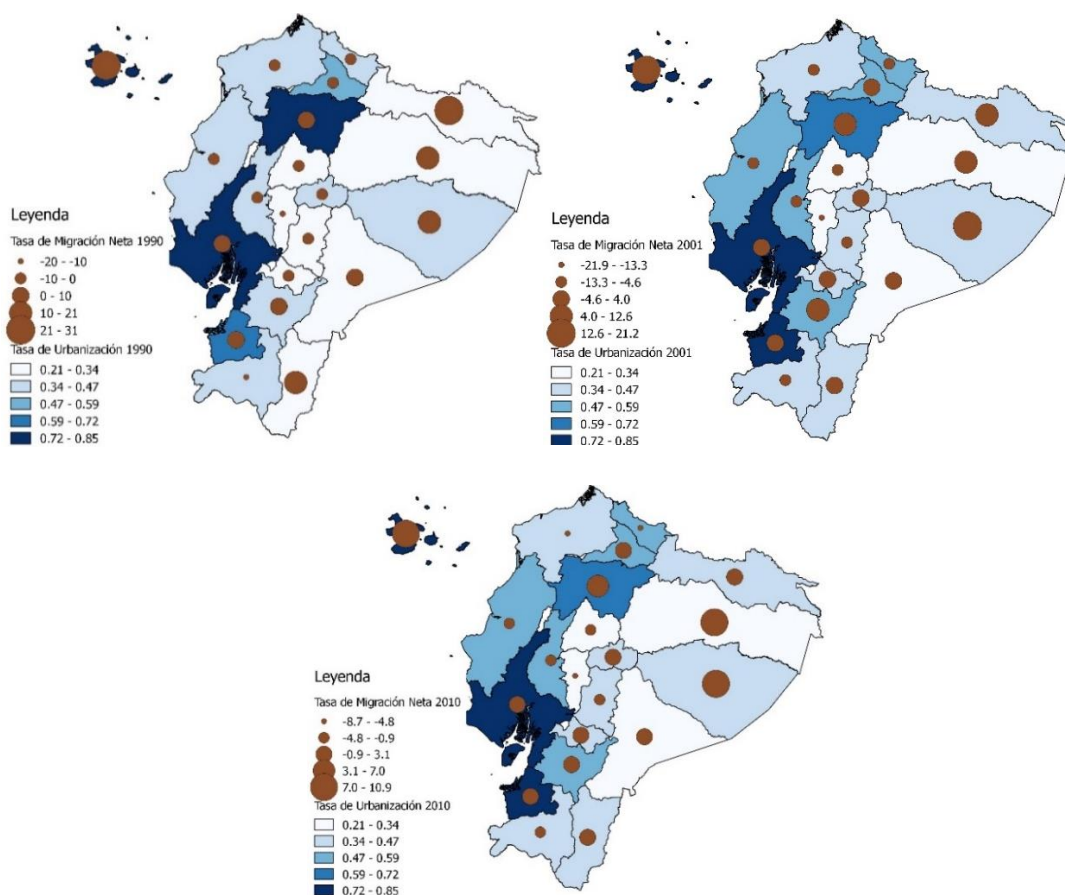 Leyenda
Tasa de Migración Neta 1990
-20 - -10
-10 - 0
0 - 10
10 - 21
21 - 31
Tasa de Urbanización 1990
0.21 - 0.34
0.34 - 0.47
0.47 - 0.59
0.59 - 0.72
0.72 - 0.85
Leyenda
Tasa de Migración Neta 2001
-21.9 - -13.3
-13.3 - -4.6
-4.6 - 4.0
4.0 - 12.6
12.6 - 21.2
Tasa de Urbanización 2001
0.21 - 0.34
0.34 - 0.47
0.47 - 0.59
0.59 - 0.72
0.72 - 0.85
Leyenda
Tasa de Migración Neta 2010
-8.7 - -4.8
-4.8 - -0.9
-0.9 - 3.1
3.1 - 7.0
7.0 - 10.9
Tasa de Urbanización 2010
0.21 - 0.34
0.34 - 0.47
0.47 - 0.59
0.59 - 0.72
0.72 - 0.85